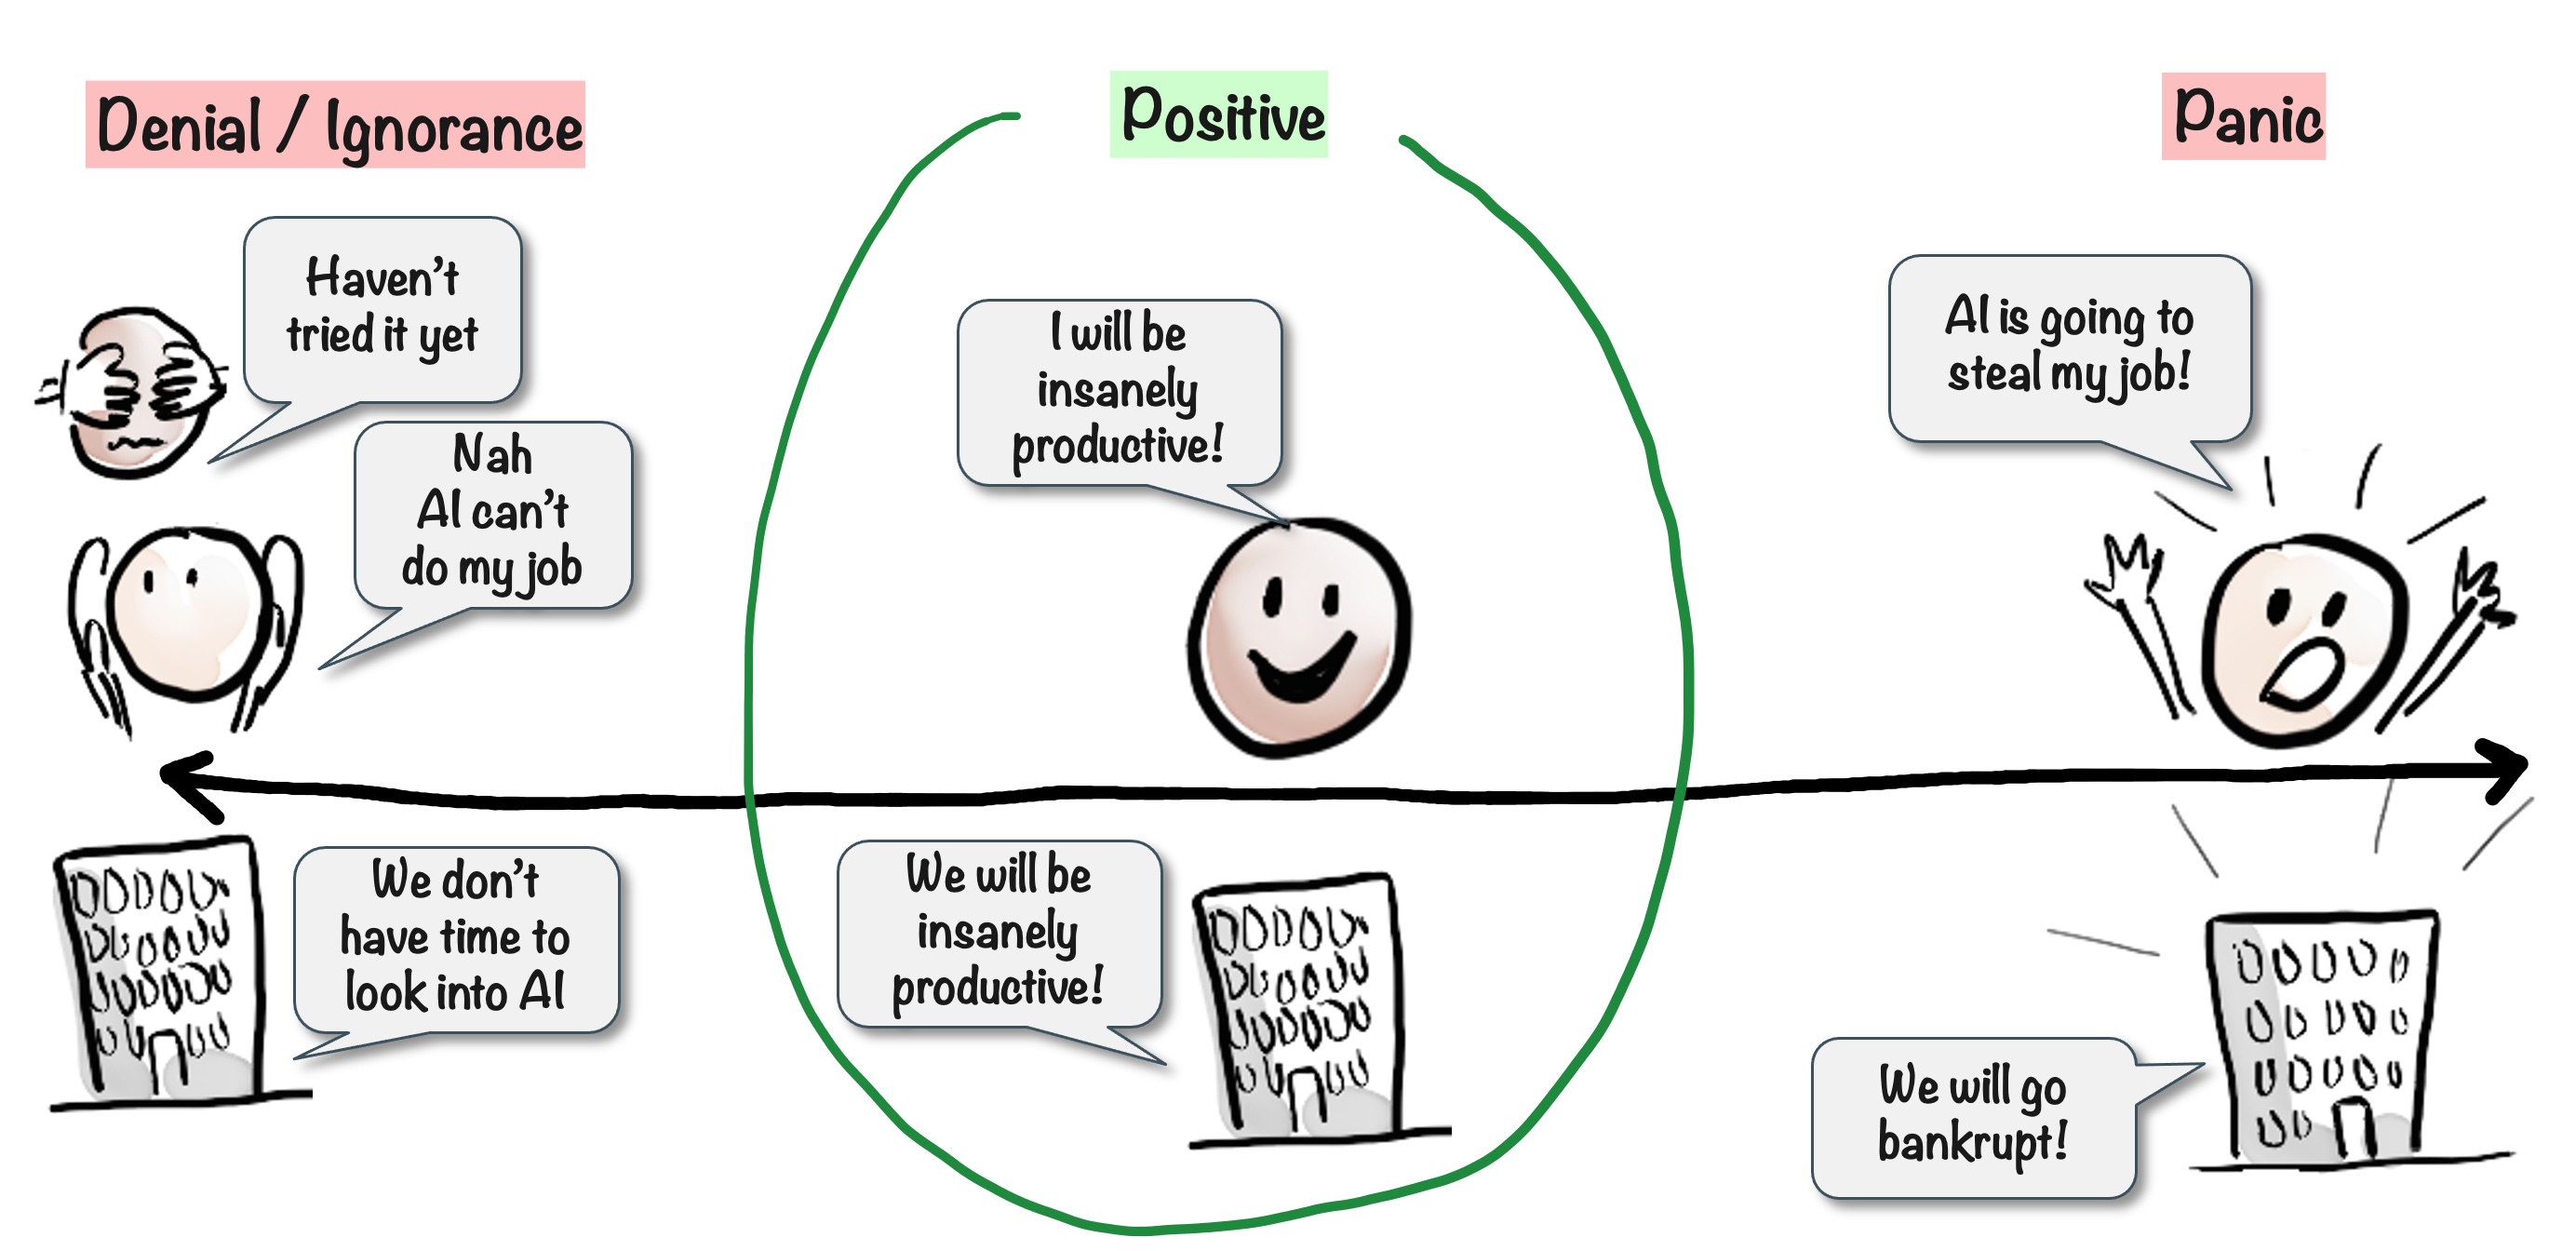 Denial / Ignorance
Positive
Panic
Haven't
tried it yet
Nah
AI can't
do my job
I will be
insanely
productive!
AI is going to
steal my job!
We don't
have time to
look into AI
We will be
insanely
productive!
We will go
bankrupt!